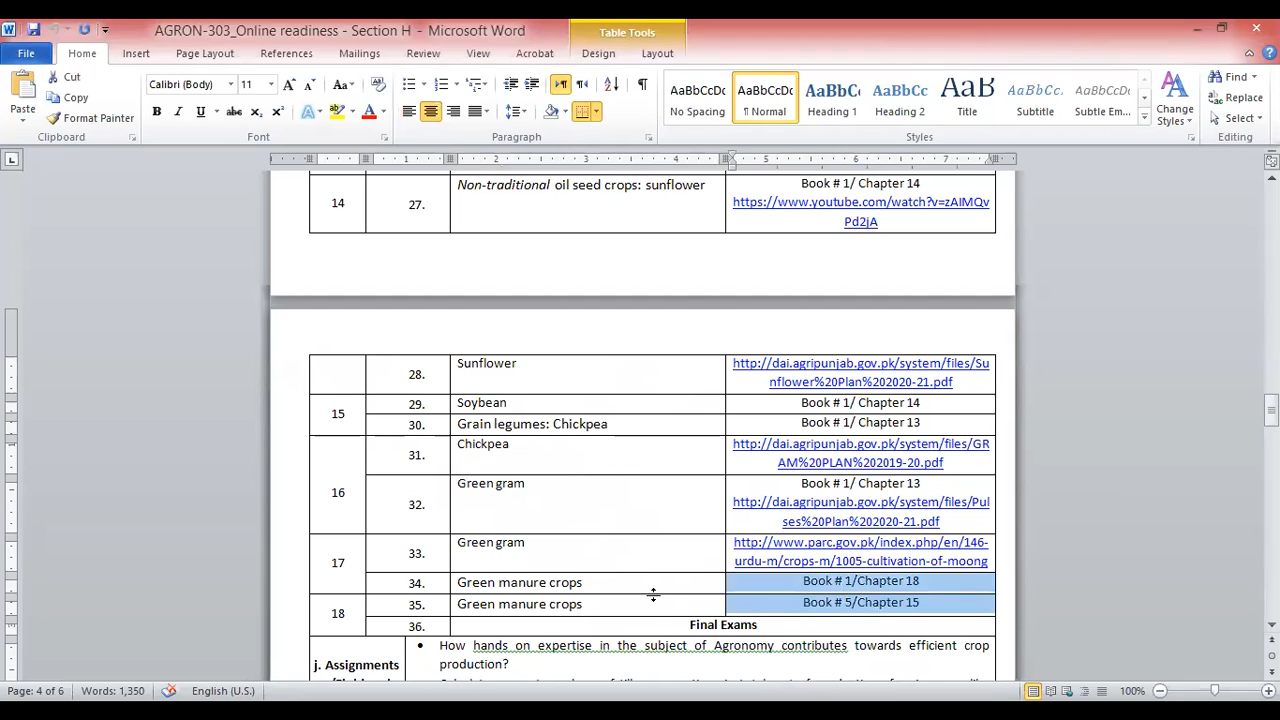 AGRON-303_Online readiness - Section H - Microsoft Word
Table Tools
File Home Insert Page Layout References Mailings Review View Acrobat Design Layout
Paste
Cut
Copy
Format Painter
Clipboard
Calibri (Body) 11
Font
Paragraph
AaBbCcDc AaBbCcDc AaBbC AaBbCc AaB AaBbCc. AaBbCcDc
No Spacing ¶ Normal Heading 1 Heading 2 Title Subtitle Subtle Em...
Styles
Change
Styles
Find
Replace
Select
Editing
1 2 3 4 5 6 7
14 27. Non-traditional oil seed crops: sunflower Book # 1/ Chapter 14
https://www.youtube.com/watch?v=zAIMQv
Pd2jA
28. Sunflower http://dai.agripunjab.gov.pk/system/files/Su
nflower%20Plan%202020-21.pdf
15 29. Soybean Book # 1/ Chapter 14
30. Grain legumes: Chickpea Book # 1/ Chapter 13
16 31. Chickpea http://dai.agripunjab.gov.pk/system/files/GR
AM%20PLAN%202019-20.pdf
32. Green gram Book # 1/ Chapter 13
http://dai.agripunjab.gov.pk/system/files/Pul
ses%20Plan%202020-21.pdf
17 33. Green gram http://www.parc.gov.pk/index.php/en/146-
urdu-m/crops-m/1005-cultivation-of-moong
34. Green manure crops Book # 1/Chapter 18
18 35. Green manure crops Book # 5/Chapter 15
36. Final Exams
j. Assignments • How hands on expertise in the subject of Agronomy contributes towards efficient crop
production?
Page: 4 of 6 Words: 1,350 English (U.S.) 100%